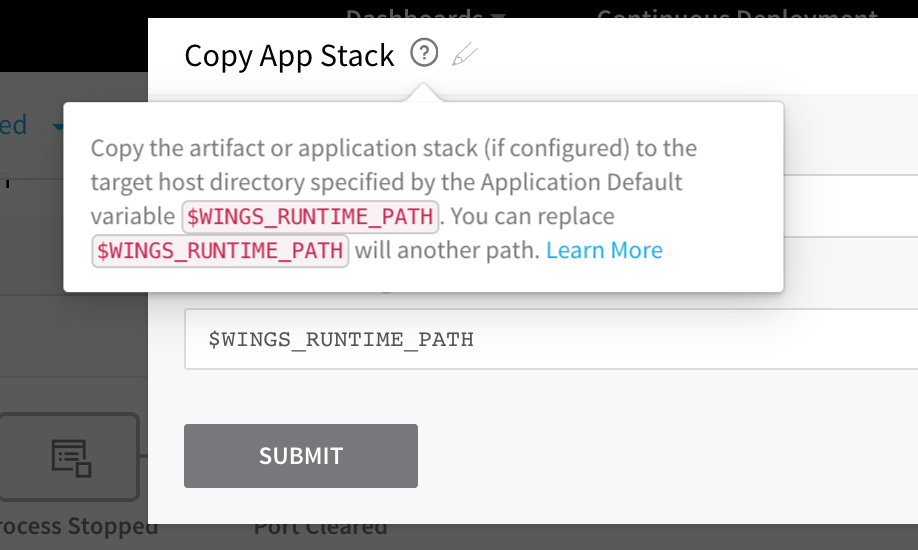 Dashboards
Continuous Deployment
Copy App Stack
ed
Copy the artifact or application stack (if configured) to the
target host directory specified by the Application Default
variable $WINGS_RUNTIME_PATH. You can replace
$WINGS_RUNTIME_PATH will another path. Learn More
$WINGS_RUNTIME_PATH
SUBMIT
rocess Stopped
Port Cleared